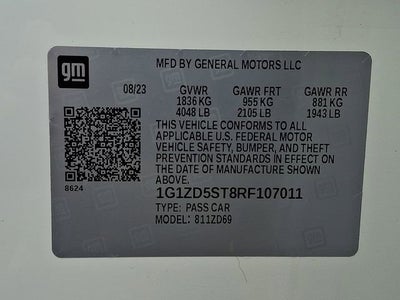 gm
MFD BY GENERAL MOTORS LLC
08/23 GVWR GAWR FRT GAWR RR
1836 KG 955 KG 881 KG
4048 LB 2105 LB 1943 LB
THIS VEHICLE CONFORMS TO ALL
APPLICABLE U.S. FEDERAL MOTOR
VEHICLE SAFETY, BUMPER, AND THEFT
PREVENTION STANDARDS IN EFFECT ON
THE DATE OF MANUFACTURE SHOWN
ABOVE.
8624
1G1ZD5ST8RF107011
TYPE: PASS CAR
MODEL: 811ZD69